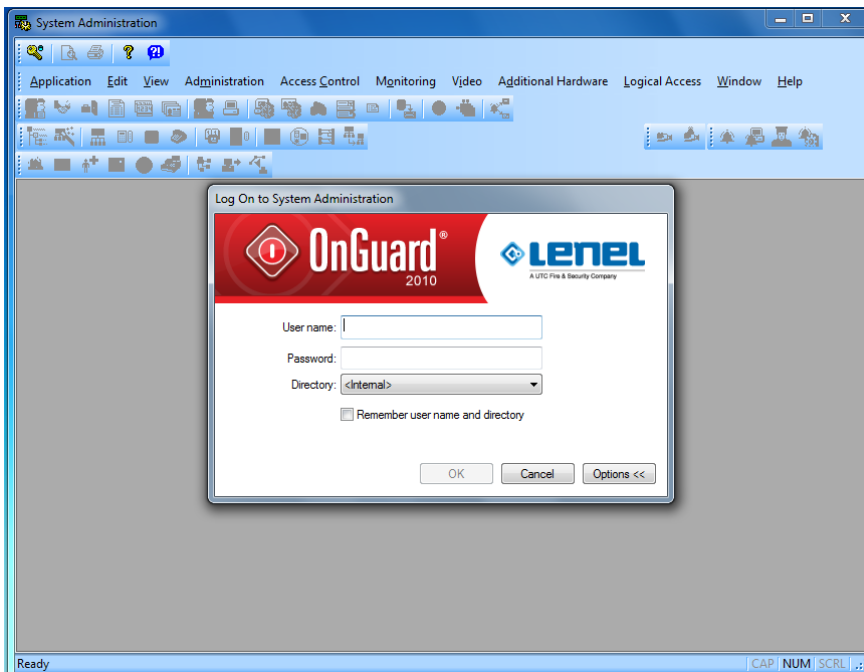 System Administration
Application Edit View Administration Access Control Monitoring Video Additional Hardware Logical Access Window Help
Log On to System Administration
OnGuard®
2010
LENEL
A UTC Fire & Security Company
User name:
Password:
Directory: <Internal>
Remember user name and directory
OK Cancel Options <<
Ready CAP NUM SCRL